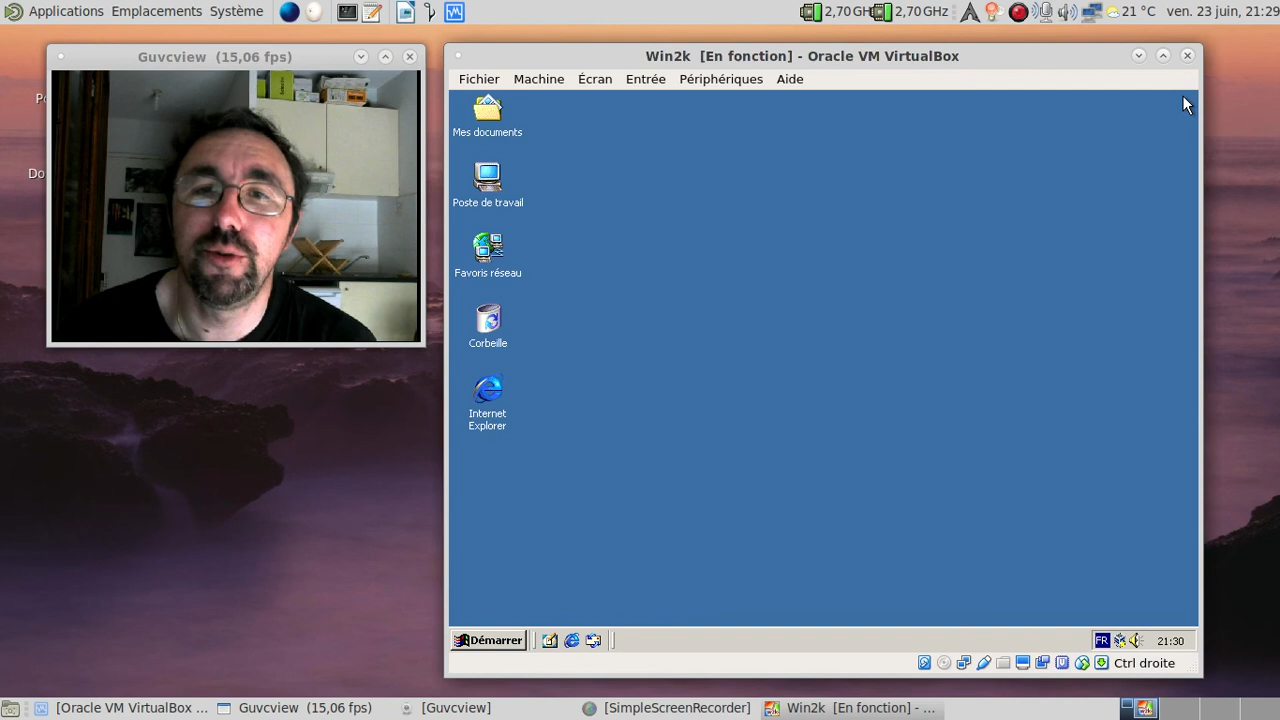 Applications Emplacements Système
2,70 GHz 2,70 GHz 21 °C ven. 23 juin, 21:29
Guvcview (15,06 fps)
Win2k [En fonction] - Oracle VM VirtualBox
Fichier Machine Écran Entrée Périphériques Aide
Mes documents
Poste de travail
Favoris réseau
Corbeille
Internet
Explorer
Démarrer
FR 21:30
Ctrl droite
[Oracle VM VirtualBox ... Guvcview (15,06 fps) [Guvcview] [SimpleScreenRecorder] Win2k [En fonction] - ...